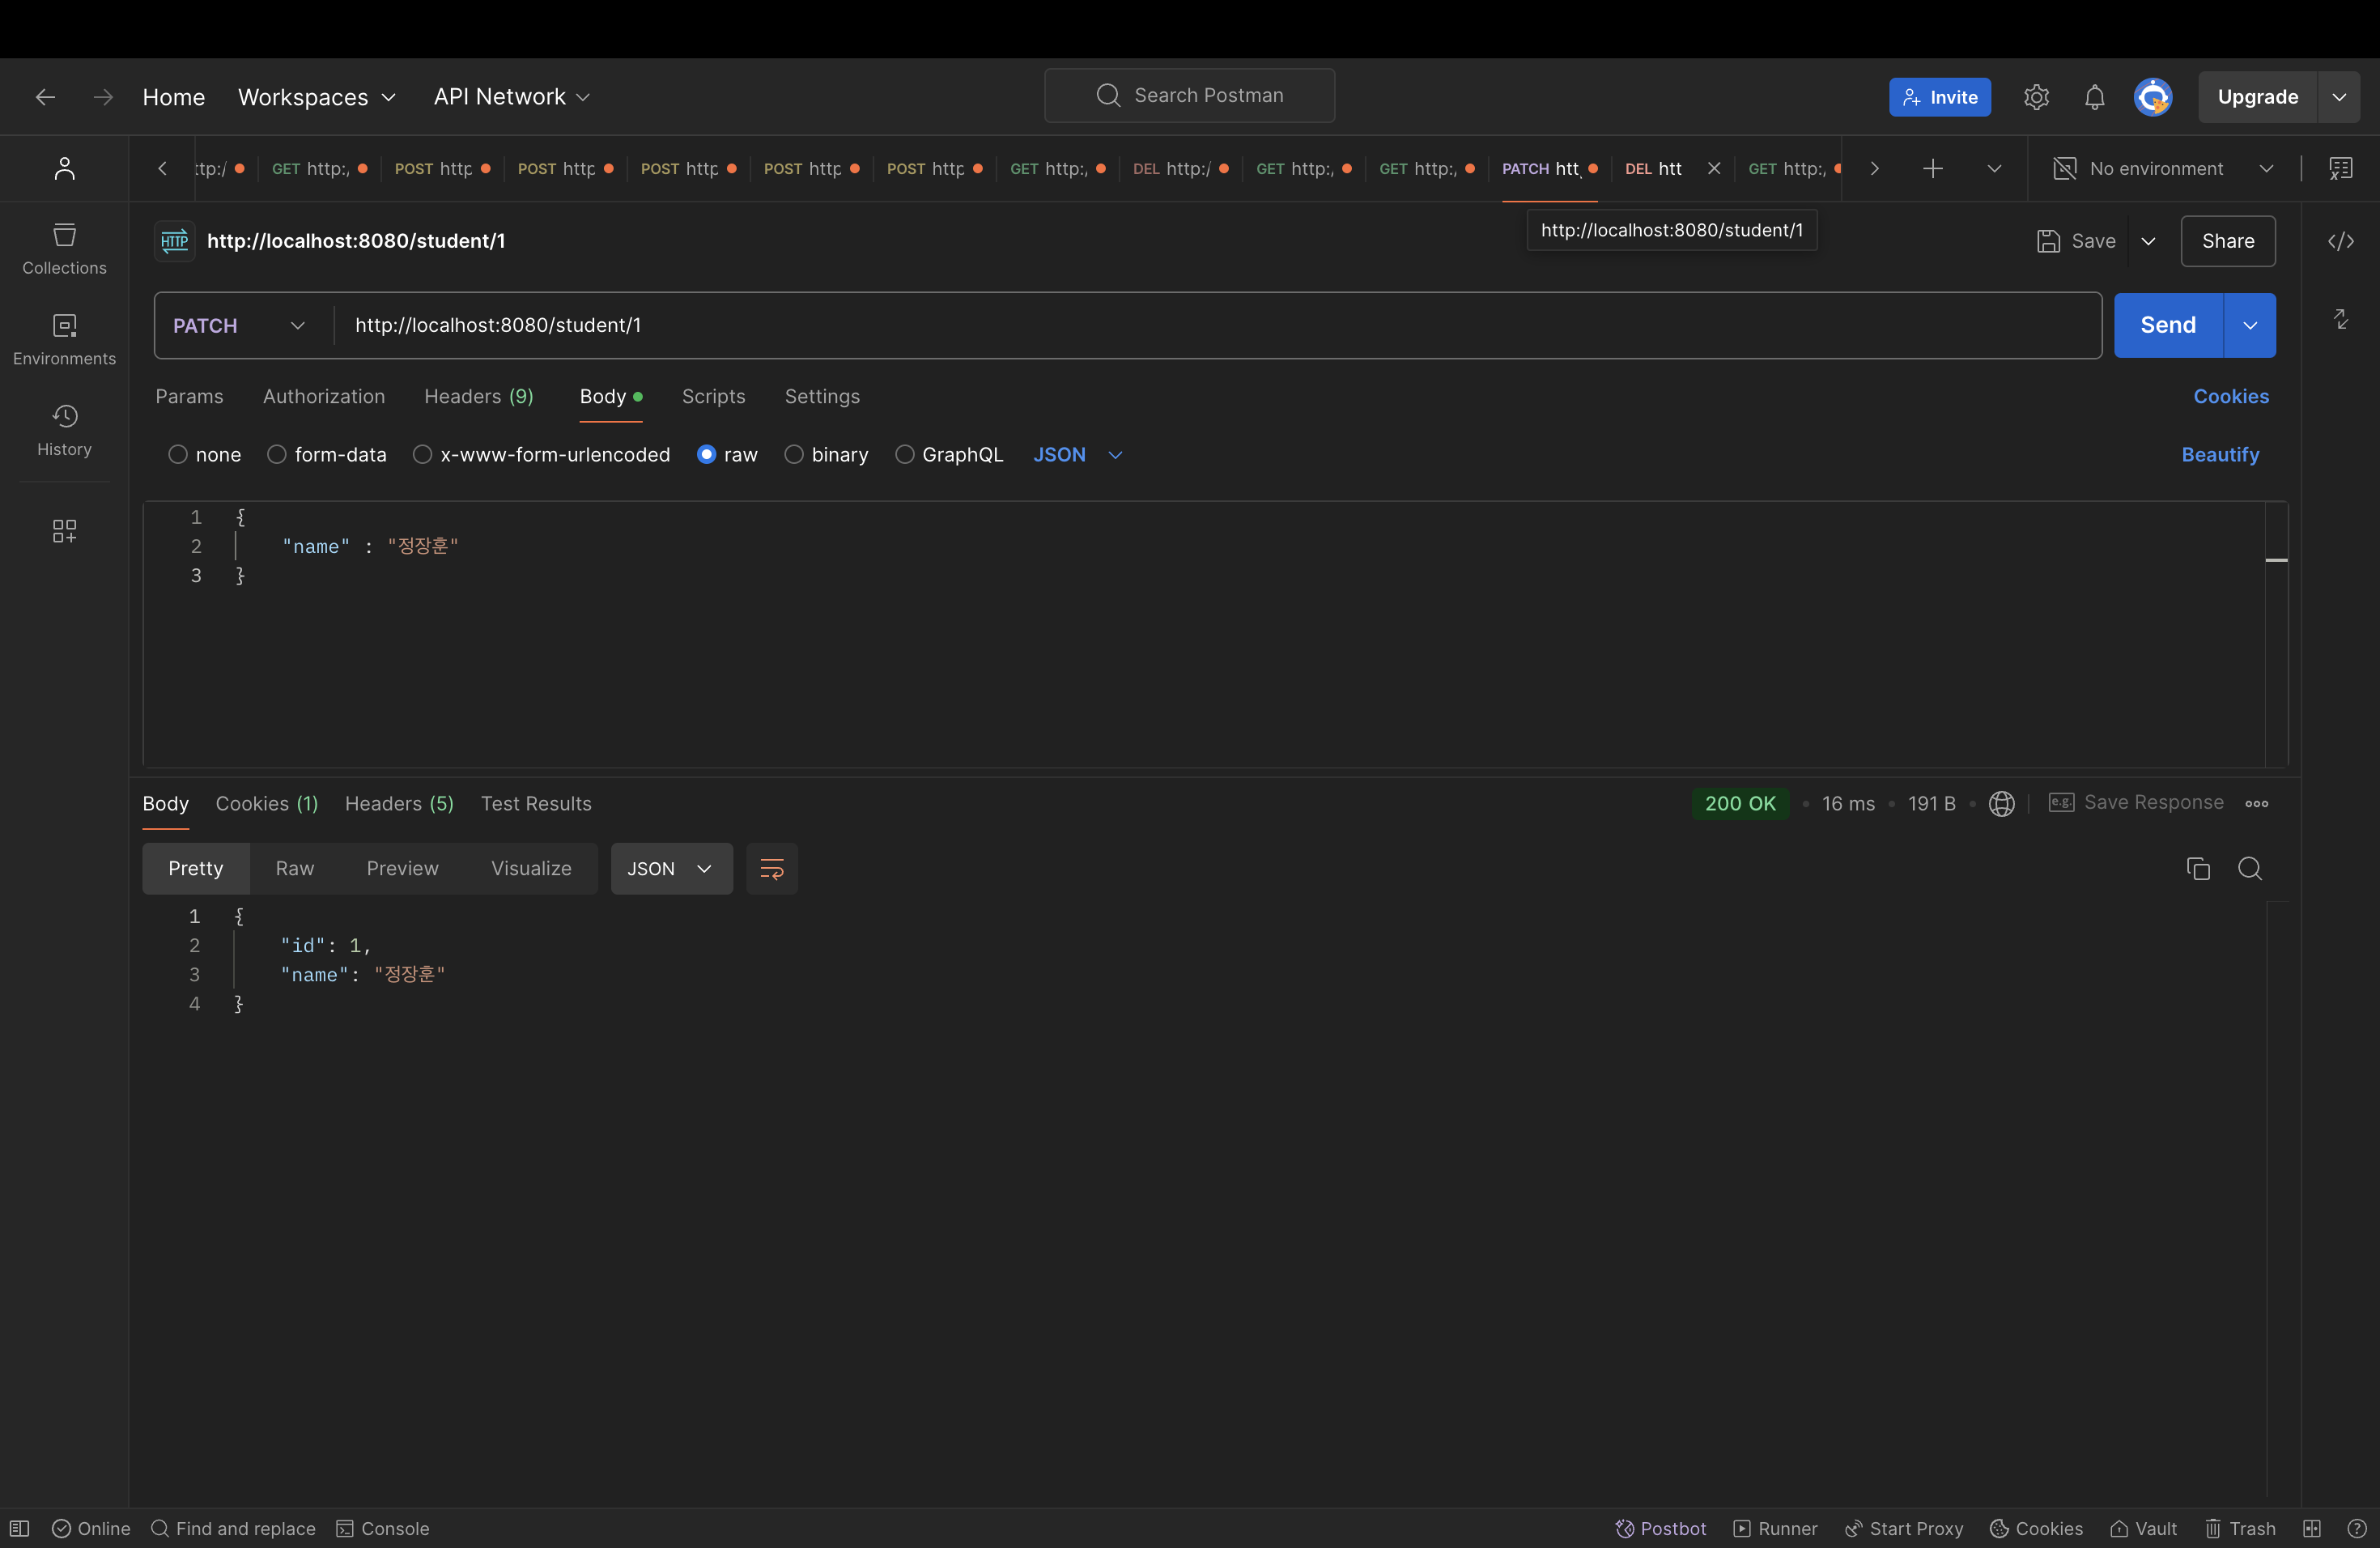 Home Workspaces API Network Search Postman Invite Upgrade
ttp:/ GET http:, POST http POST http POST http POST http POST http GET http:, DEL http:/ GET http:, GET http:, PATCH htt, DEL htt GET http:, No environment
HTTP http://localhost:8080/student/1 http://localhost:8080/student/1 Save Share
Collections
PATCH http://localhost:8080/student/1 Send
Environments
Params Authorization Headers (9) Body Scripts Settings Cookies
History
none form-data x-www-form-urlencoded raw binary GraphQL JSON Beautify
1 {
2 "name" : "정장훈"
3 }
Body Cookies (1) Headers (5) Test Results 200 OK 16 ms 191 B e.g. Save Response
Pretty Raw Preview Visualize JSON
1 {
2 "id": 1,
3 "name": "정장훈"
4 }
Online Find and replace Console Postbot Runner Start Proxy Cookies Vault Trash